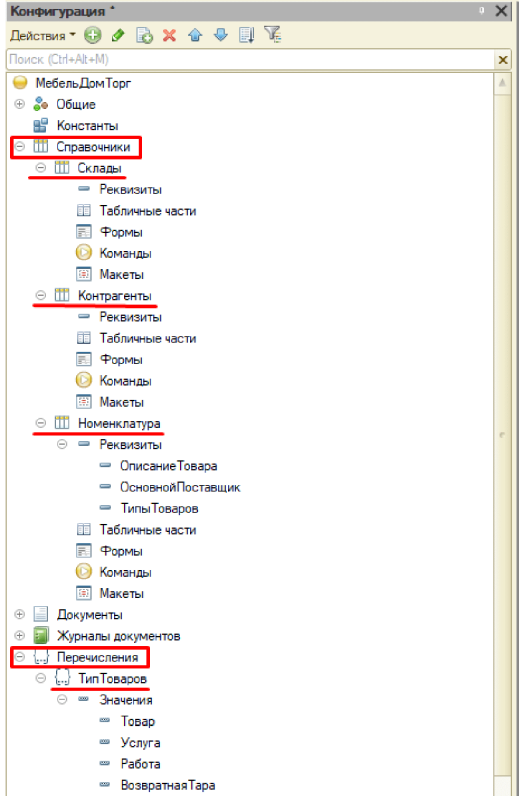 Конфигурация *
Действия
Поиск (Ctrl+Alt+M)
МебельДомТорг
Общие
Константы
Справочники
Склады
Реквизиты
Табличные части
Формы
Команды
Макеты
Контрагенты
Реквизиты
Табличные части
Формы
Команды
Макеты
Номенклатура
Реквизиты
ОписаниеТовара
ОсновнойПоставщик
ТипыТоваров
Табличные части
Формы
Команды
Макеты
Документы
Журналы документов
Перечисления
ТипТоваров
Значения
Товар
Услуга
Работа
ВозвратнаяТара